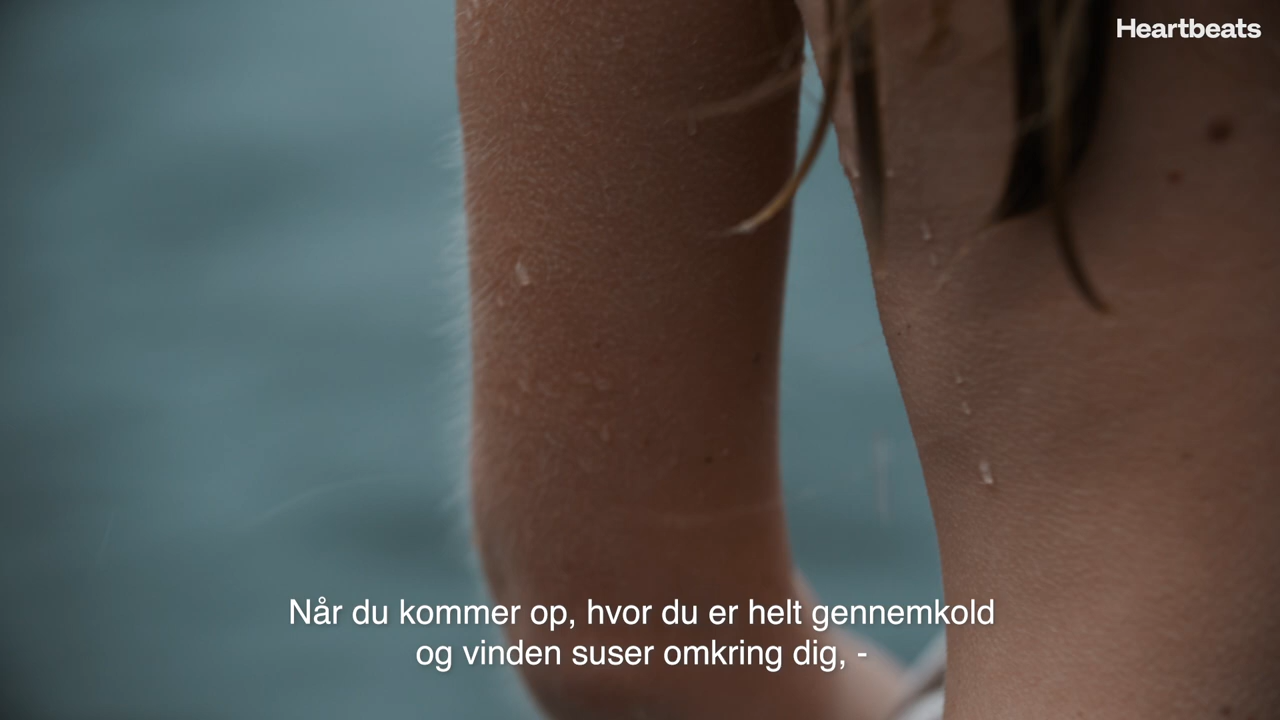 Heartbeats
Når du kommer op, hvor du er helt gennemkold
og vinden suser omkring dig, -